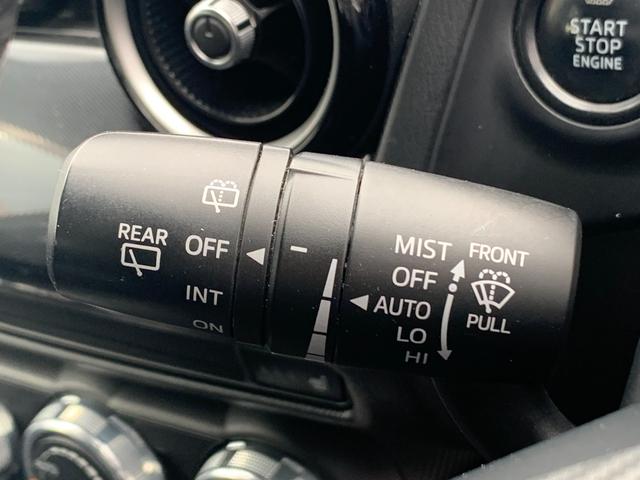 START
STOP
ENGINE
REAR
OFF
INT
ON
MIST
OFF
AUTO
LO
HI
FRONT
PULL